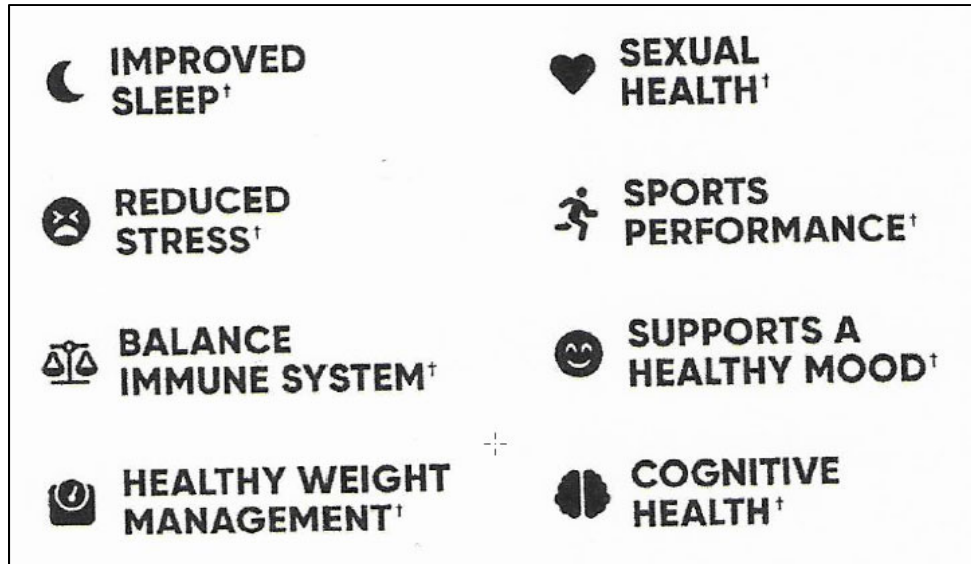 IMPROVED
SLEEP†
REDUCED
STRESS†
BALANCE
IMMUNE SYSTEM†
HEALTHY WEIGHT
MANAGEMENT†
SEXUAL
HEALTH†
SPORTS
PERFORMANCE†
SUPPORTS A
HEALTHY MOOD†
COGNITIVE
HEALTH†